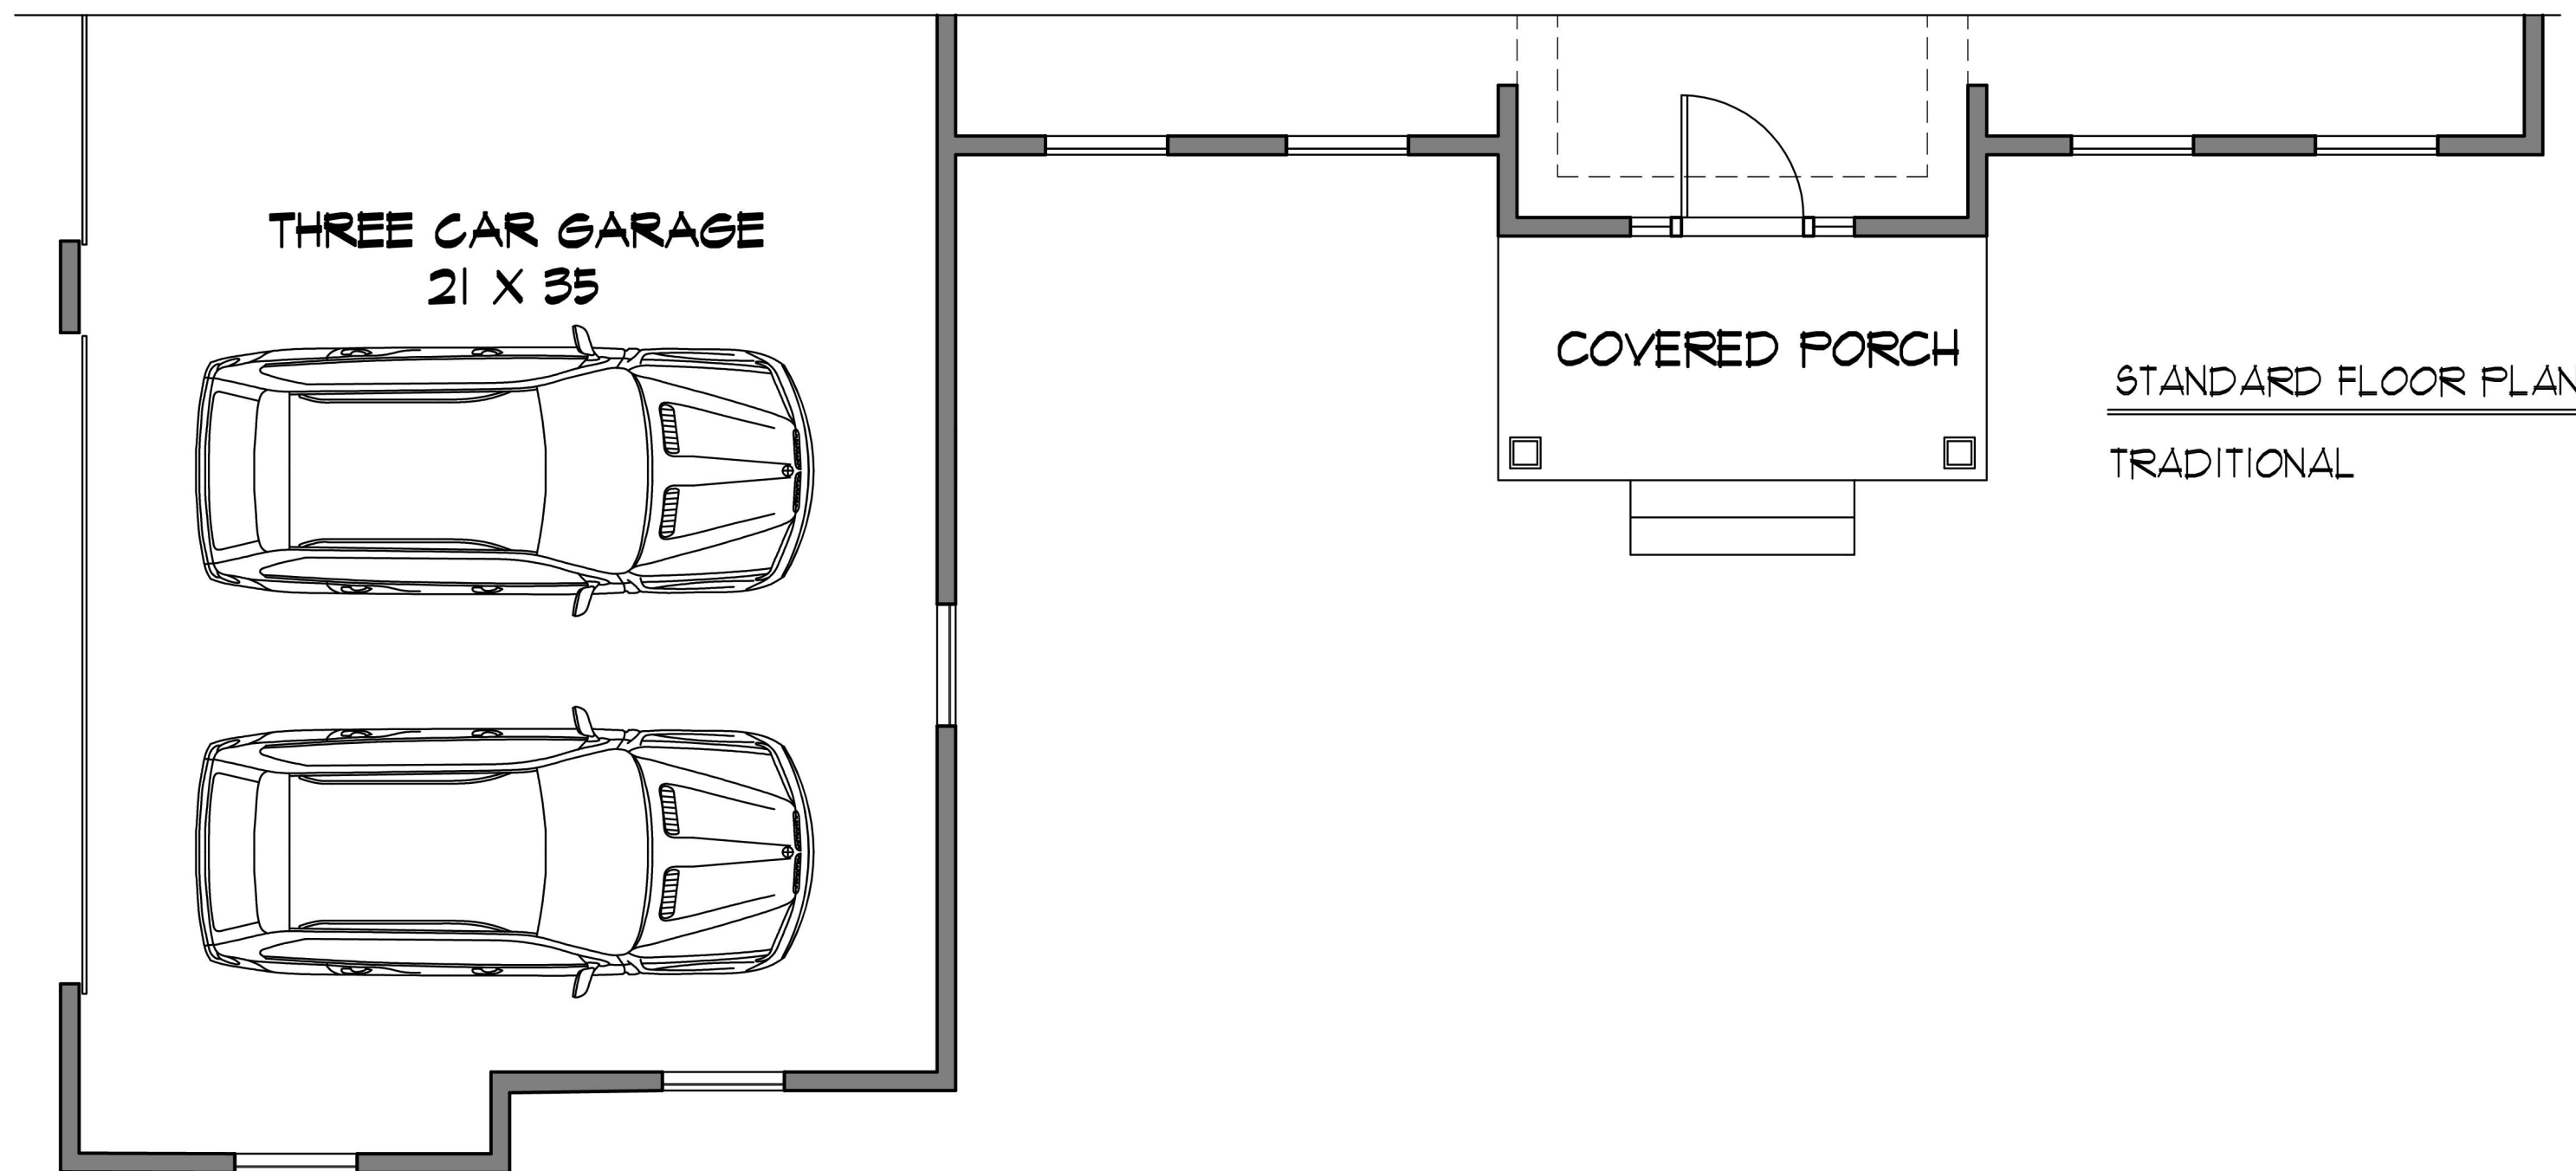 THREE CAR GARAGE
21 X 35
COVERED PORCH
STANDARD FLOOR PLAN
TRADITIONAL